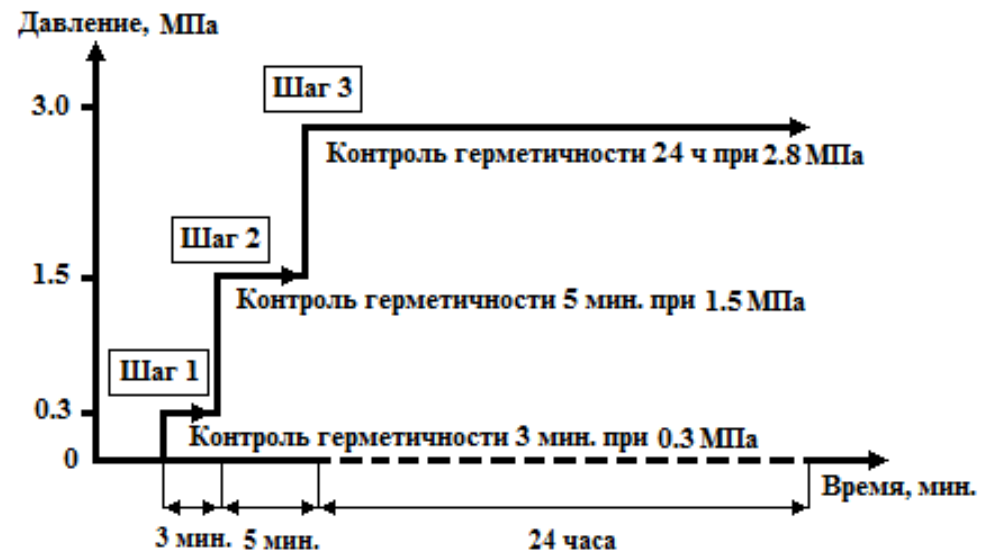 Давление, МПа
Шаг 3
3.0
Контроль герметичности 24 ч при 2.8 МПа
Шаг 2
1.5
Контроль герметичности 5 мин. при 1.5 МПа
Шаг 1
0.3
Контроль герметичности 3 мин. при 0.3 МПа
0
Время, мин.
3 мин. 5 мин. 24 часа